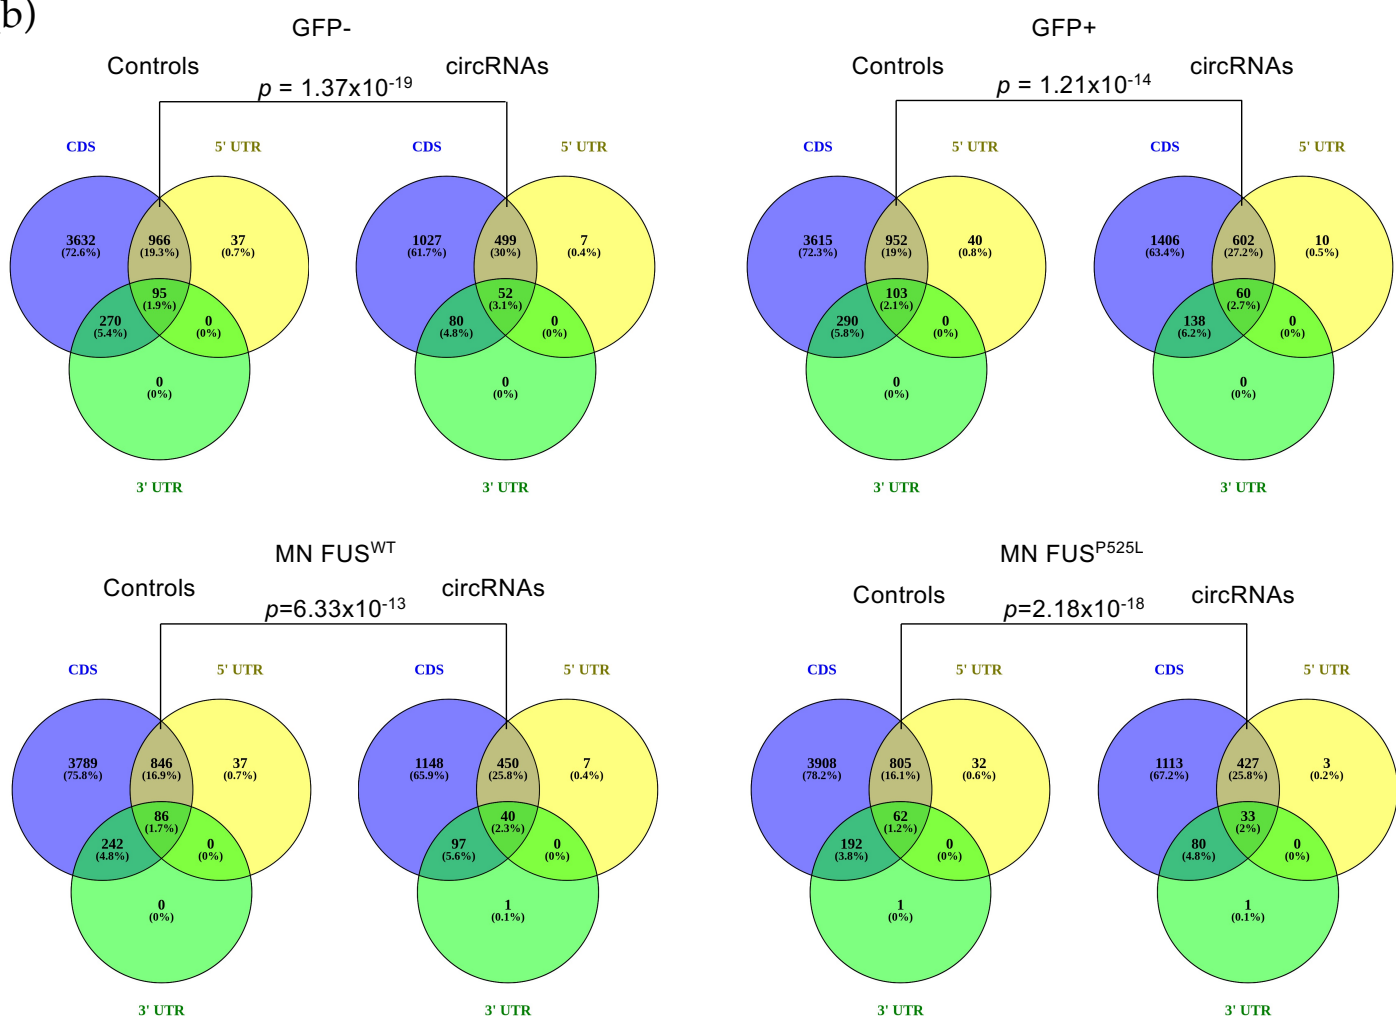 b)
GFP-
Controls circRNAs
p = 1.37x10-19
CDS 5' UTR CDS 5' UTR
3632 966 37 1027 499 7
(72.6%) (19.3%) (0.7%) (61.7%) (30%) (0.4%)
95 52
(1.9%) (3.1%)
270 0 80 0
(5.4%) (0%) (4.8%) (0%)
0 0
(0%) (0%)
3' UTR 3' UTR
GFP+
Controls circRNAs
p = 1.21x10-14
CDS 5' UTR CDS 5' UTR
3615 952 40 1406 602 10
(72.3%) (19%) (0.8%) (63.4%) (27.2%) (0.5%)
103 60
(2.1%) (2.7%)
290 0 138 0
(5.8%) (0%) (6.2%) (0%)
0 0
(0%) (0%)
3' UTR 3' UTR
MN FUSWT
Controls circRNAs
p=6.33x10-13
CDS 5' UTR CDS 5' UTR
3789 846 37 1148 450 7
(75.8%) (16.9%) (0.7%) (65.9%) (25.8%) (0.4%)
86 40
(1.7%) (2.3%)
242 0 97 0
(4.8%) (0%) (5.6%) (0%)
0 1
(0%) (0.1%)
3' UTR 3' UTR
MN FUSP525L
Controls circRNAs
p=2.18x10-18
CDS 5' UTR CDS 5' UTR
3908 805 32 1113 427 3
(78.2%) (16.1%) (0.6%) (67.2%) (25.8%) (0.2%)
62 33
(1.2%) (2%)
192 0 80 0
(3.8%) (0%) (4.8%) (0%)
1 1
(0%) (0.1%)
3' UTR 3' UTR